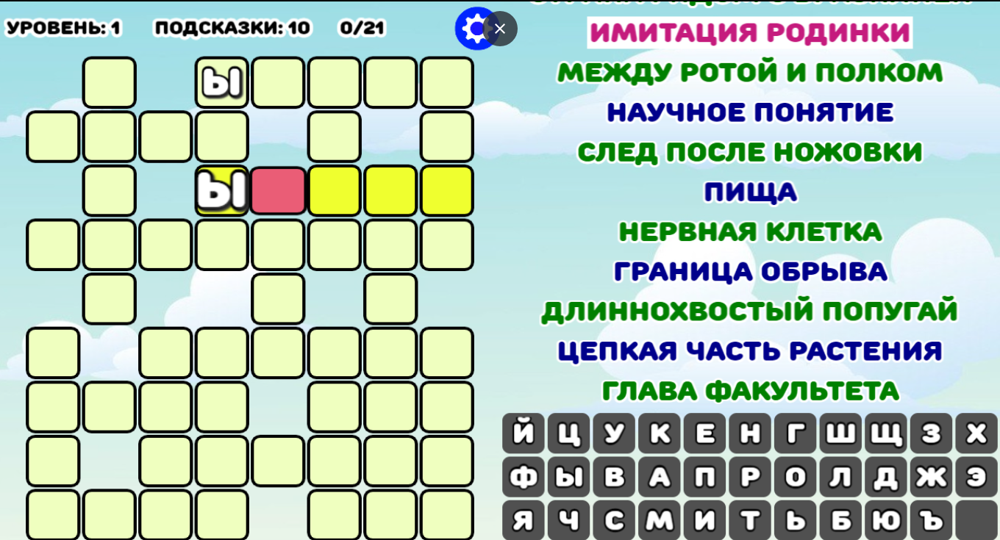 УРОВЕНЬ: 1 ПОДСКАЗКИ: 10 0/21
ИМИТАЦИЯ РОДИНКИ
МЕЖДУ РОТОЙ И ПОЛКОМ
НАУЧНОЕ ПОНЯТИЕ
СЛЕД ПОСЛЕ НОЖОВКИ
ПИЩА
НЕРВНАЯ КЛЕТКА
ГРАНИЦА ОБРЫВА
ДЛИННОХВОСТЫЙ ПОПУГАЙ
ЦЕПКАЯ ЧАСТЬ РАСТЕНИЯ
ГЛАВА ФАКУЛЬТЕТА
Ы
Ы
Й Ц У К Е Н Г Ш Щ З Х
Ф Ы В А П Р О Л Д Ж Э
Я Ч С М И Т Ь Б Ю Ъ